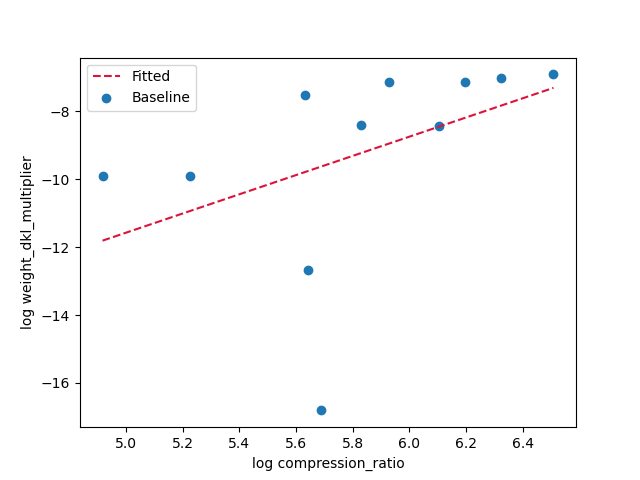 Fitted
Baseline
−8
−10
−12
−14
−16
log weight_dkl_multiplier
5.0 5.2 5.4 5.6 5.8 6.0 6.2 6.4
log compression_ratio